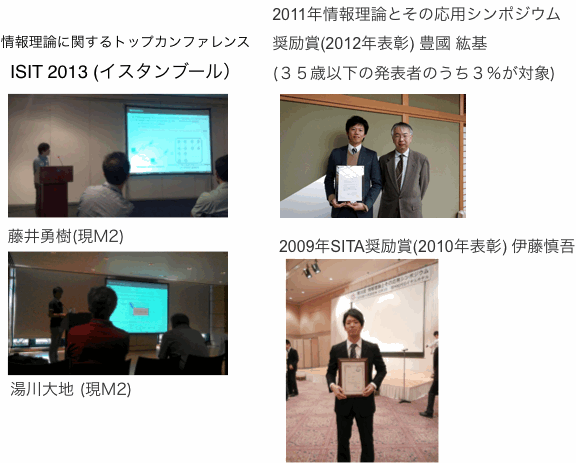 情報理論に関するトップカンファレンス
ISIT 2013 (イスタンブール）
藤井勇樹(現M2)
湯川大地 (現M2)
2011年情報理論とその応用シンポジウム
奨励賞(2012年表彰) 豊國 紘基
(３５歳以下の発表者のうち３%が対象)
2009年SITA奨励賞(2010年表彰) 伊藤慎吾